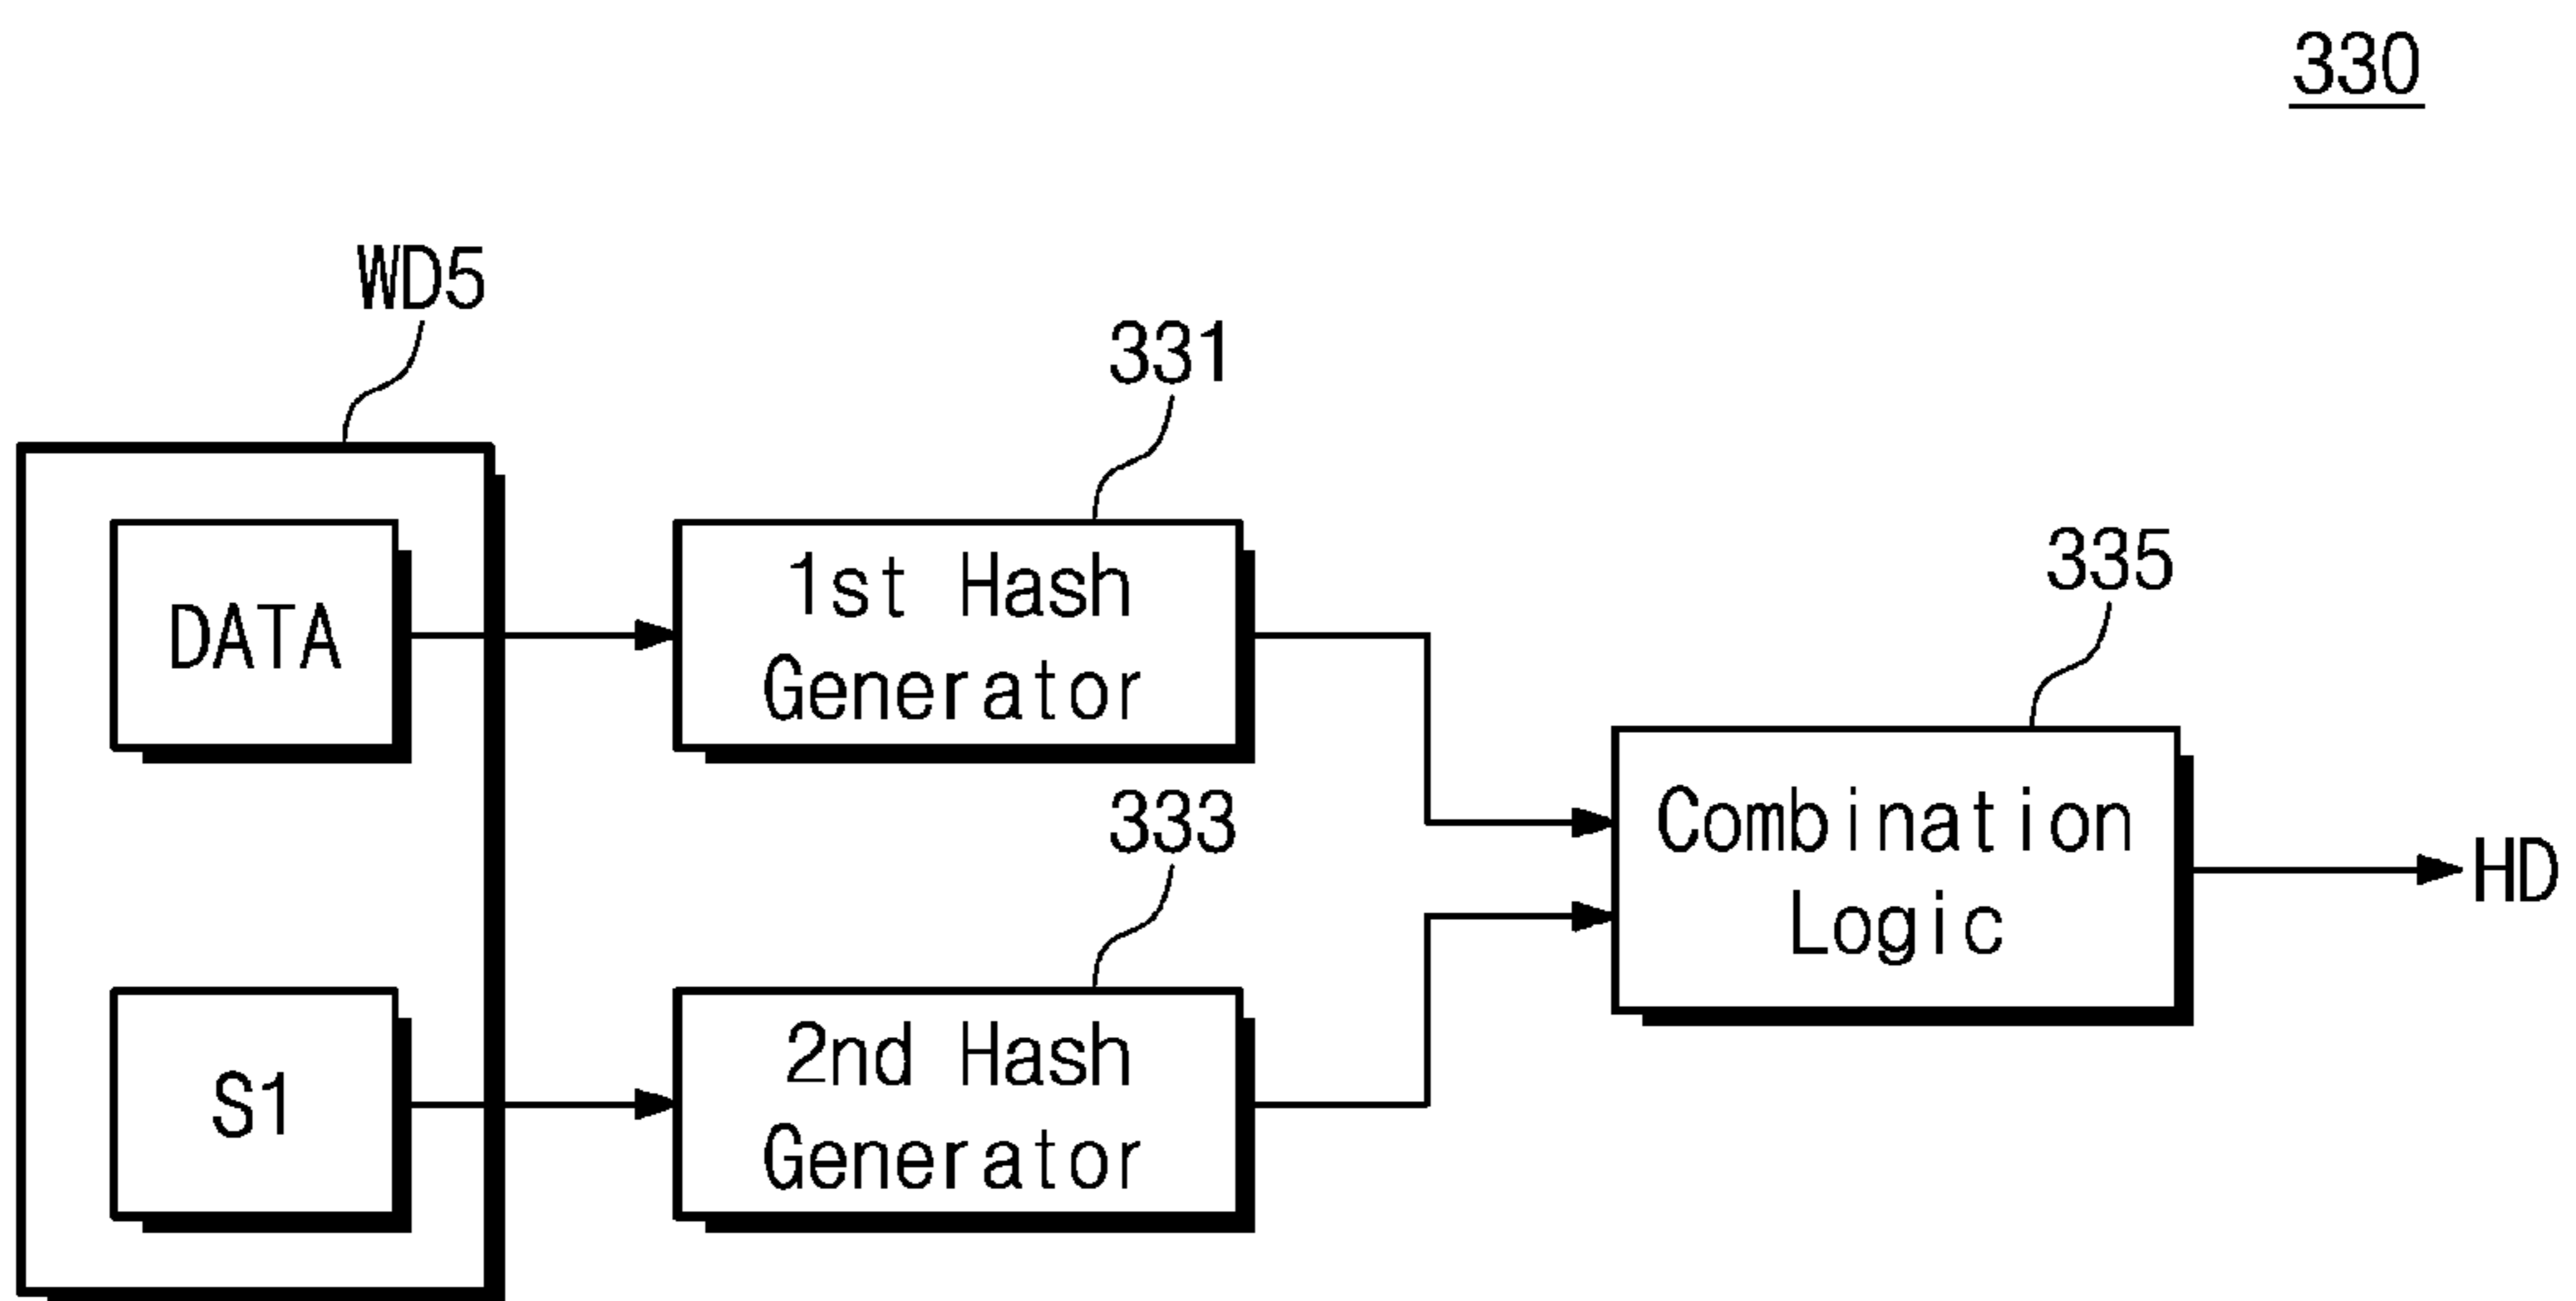 330
WD5
331
DATA
1st Hash
Generator
335
333
Combination
Logic
HD
S1
2nd Hash
Generator